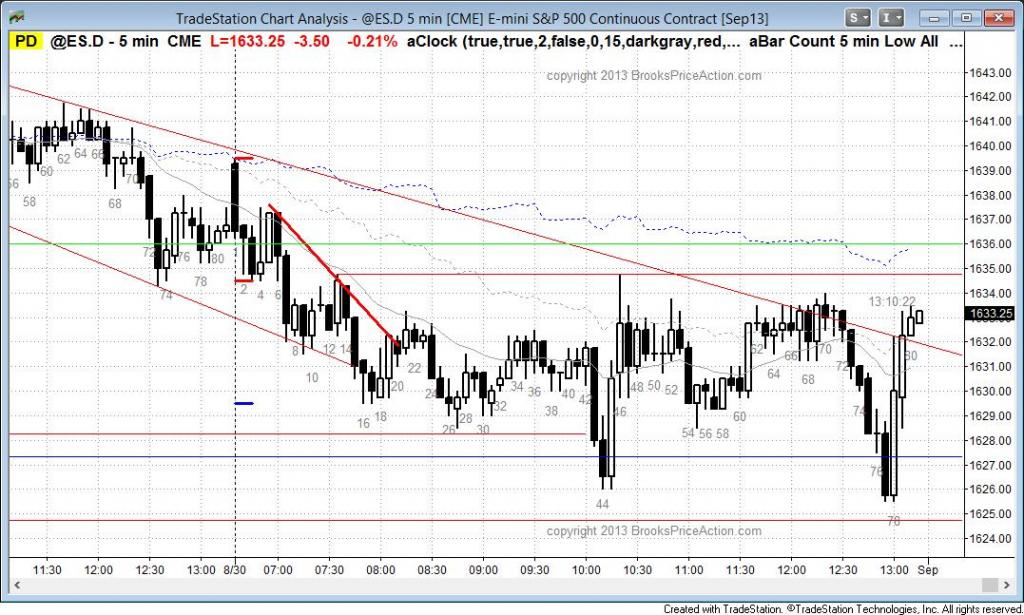 TradeStation Chart Analysis - @ES.D 5 min [CME] E-mini S&P 500 Continuous Contract [Sep13]
S I
PD @ES.D - 5 min CME L=1633.25 -3.50 -0.21% aClock (true,true,2,false,0,15,darkgray,red,... aBar Count 5 min Low All ...
copyright 2013 BrooksPriceAction.com
1643.00
1642.00
1641.00
1640.00
1639.00
1638.00
1637.00
1636.00
1635.00
1634.00
1633.25
1632.00
1631.00
1630.00
1629.00
1628.00
1627.00
1626.00
1625.00
1624.00
13:10:22
56 58 60 62 64 66 68 70 72 74 76 78 80
2 4 6 8 10 12 14 16 18 20 22 24 26 28 30 32 34 36 38 40 42 44 46 48 50 52 54 56 58 60 62 64 66 68 70 72 74 76 78 80
copyright 2013 BrooksPriceAction.com
11:30 12:00 12:30 13:00 8/30 07:00 07:30 08:00 08:30 09:00 09:30 10:00 10:30 11:00 11:30 12:00 12:30 13:00 Sep
Created with TradeStation. ©TradeStation Technologies, Inc. All rights reserved.